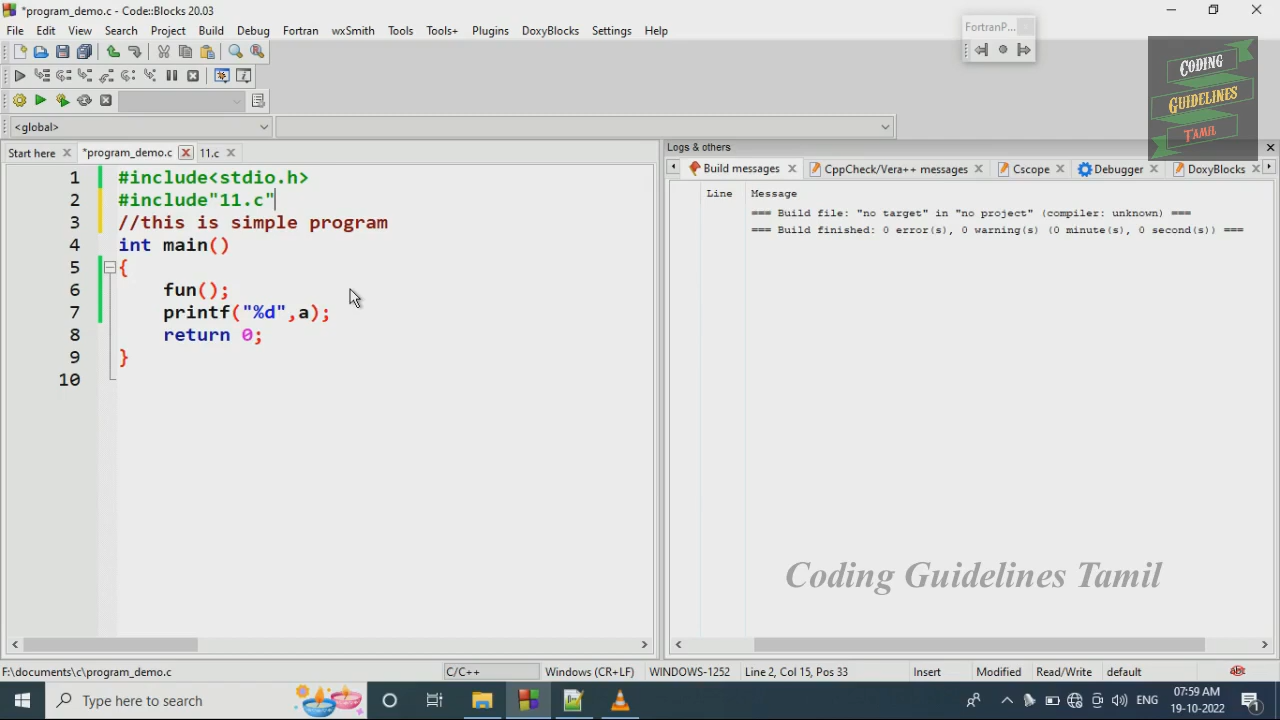 *program_demo.c - Code::Blocks 20.03
File Edit View Search Project Build Debug Fortran wxSmith Tools Tools+ Plugins DoxyBlocks Settings Help
FortranP...
Coding
Guidelines
Tamil
<global>
Start here *program_demo.c 11.c
Logs & others
Build messages CppCheck/Vera++ messages Cscope Debugger DoxyBlocks
Line Message
=== Build file: "no target" in "no project" (compiler: unknown) ===
=== Build finished: 0 error(s), 0 warning(s) (0 minute(s), 0 second(s)) ===
1 #include<stdio.h>
2 #include"11.c"
3 //this is simple program
4 int main()
5 {
6 fun();
7 printf("%d",a);
8 return 0;
9 }
10
Coding Guidelines Tamil
F:\documents\c\program_demo.c C/C++ Windows (CR+LF) WINDOWS-1252 Line 2, Col 15, Pos 33 Insert Modified Read/Write default
Type here to search
ENG
07:59 AM
19-10-2022
1